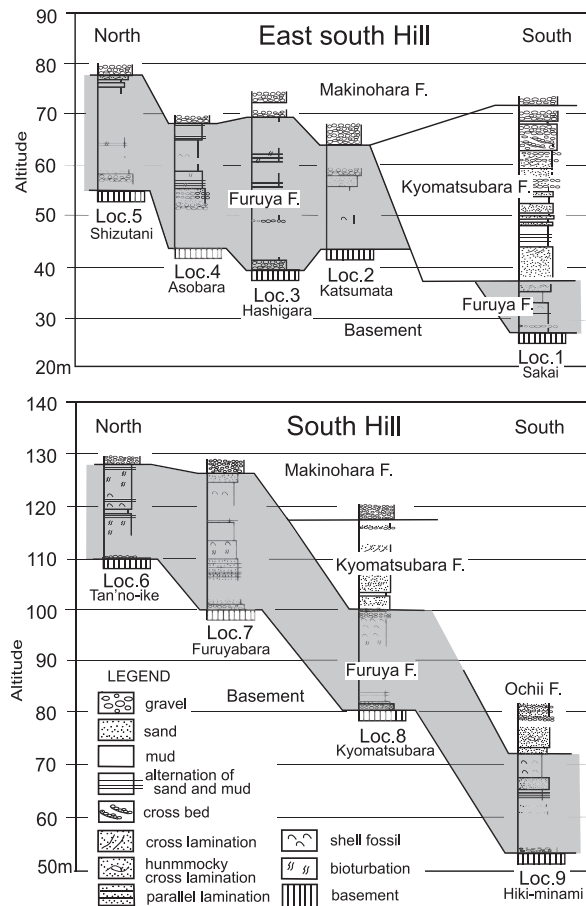 90
North
East south Hill
South
80
Makinohara F.
70
Altitude
60
Kyomatsubara F.
Furuya F.
50
Loc.5
Shizutani
Loc.4
Asobara
Loc.3
Hashigara
Loc.2
Katsumata
40
Furuya F.
30
Basement
Loc.1
Sakai
20m
140
North
South Hill
South
130
Makinohara F.
120
Kyomatsubara F.
110
Loc.6
Tan'no-ike
Altitude
100
Loc.7
Furuyabara
90
Furuya F.
Basement
Ochii F.
80
Loc.8
Kyomatsubara
70
60
50m
Loc.9
Hiki-minami
LEGEND
gravel
sand
mud
alternation of
sand and mud
cross bed
cross lamination
hunmmocky
cross lamination
parallel lamination
shell fossil
bioturbation
basement